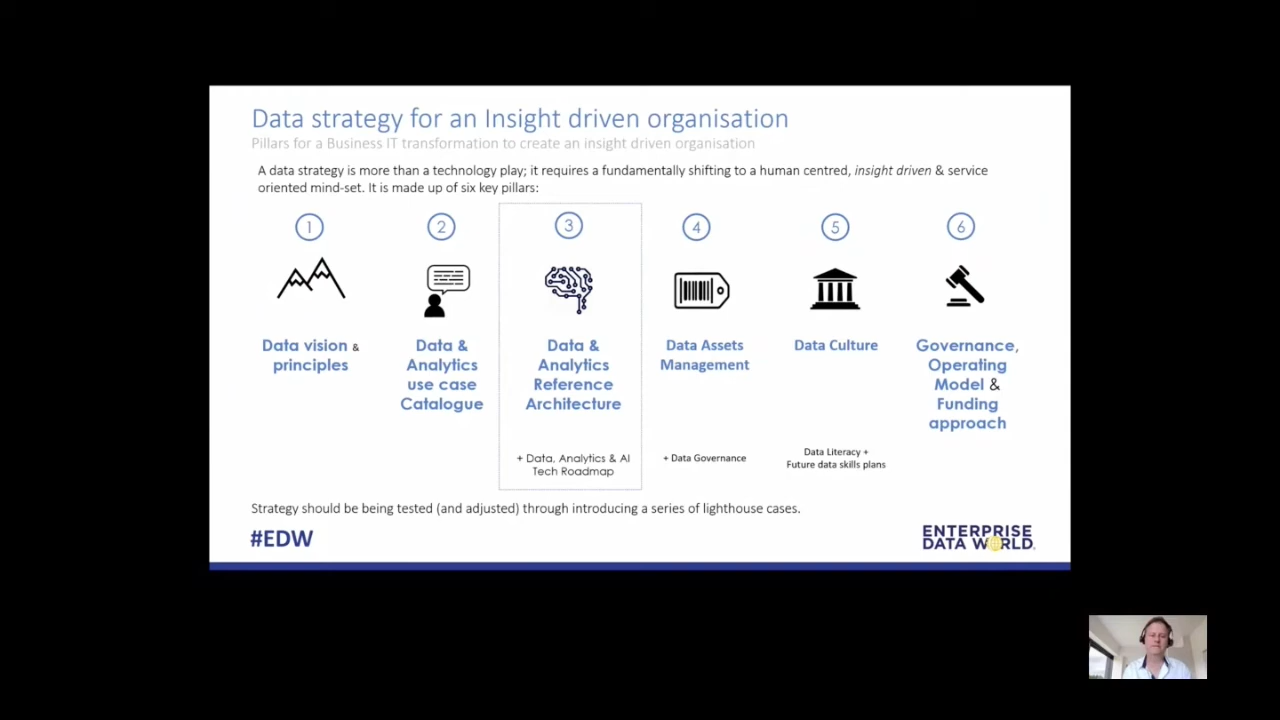 Data strategy for an Insight driven organisation
Pillars for a Business IT transformation to create an insight driven organisation
A data strategy is more than a technology play; it requires a fundamentally shifting to a human centred, insight driven & service
oriented mind-set. It is made up of six key pillars:
1
2
3
4
5
6
Data vision &
principles
Data &
Analytics
use case
Catalogue
Data &
Analytics
Reference
Architecture
+ Data, Analytics & AI
Tech Roadmap
Data Assets
Management
+ Data Governance
Data Culture
Data Literacy +
Future data skills plans
Governance,
Operating
Model &
Funding
approach
Strategy should be being tested (and adjusted) through introducing a series of lighthouse cases.
#EDW
ENTERPRISE
DATA WORLD.